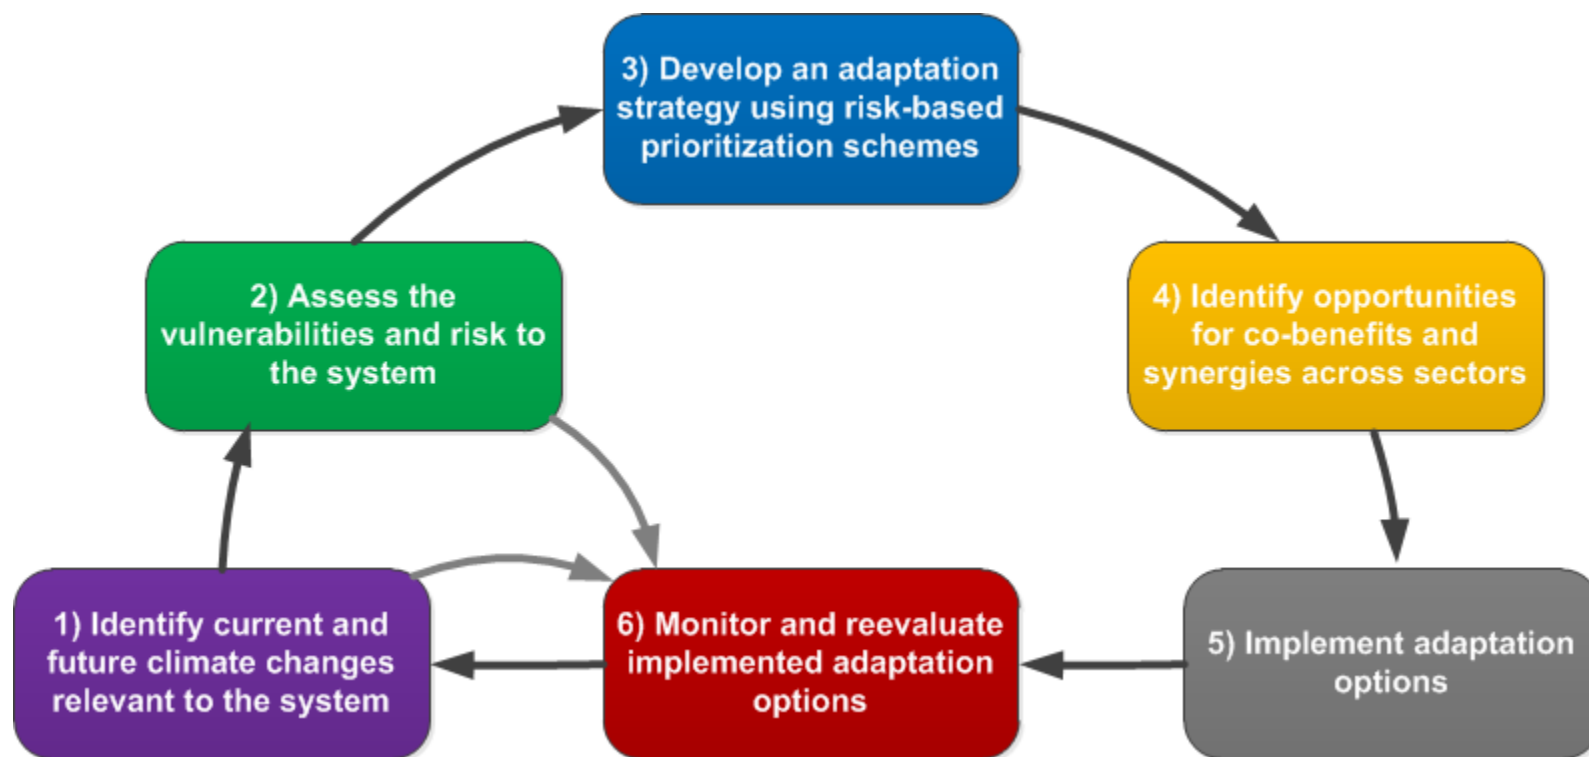 3) Develop an adaptation
strategy using risk-based
prioritization schemes
2) Assess the
vulnerabilities and risk to
the system
4) Identify opportunities
for co-benefits and
synergies across sectors
1) Identify current and
future climate changes
relevant to the system
6) Monitor and reevaluate
implemented adaptation
options
5) Implement adaptation
options